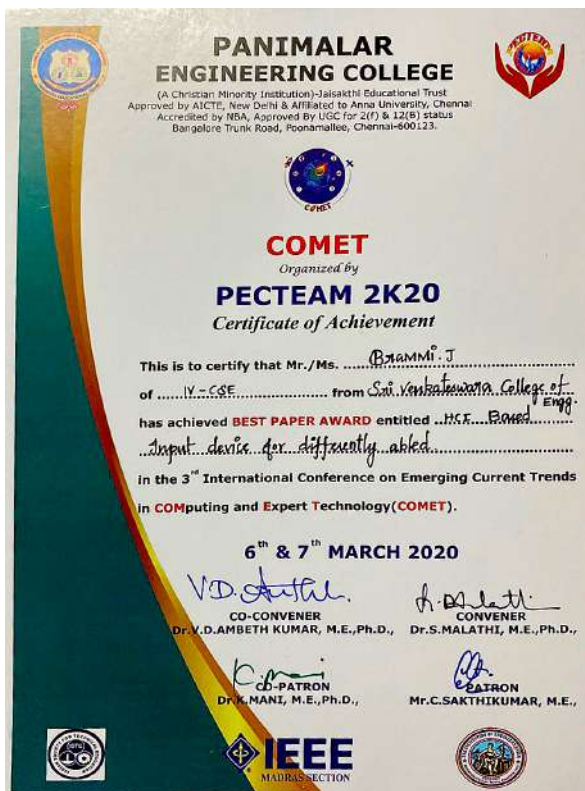 PANIMALAR
ENGINEERING COLLEGE
(A Christian Minority Institution)-Jaisakthi Educational Trust
Approved by AICTE, New Delhi & Affiliated to Anna University, Chennai
Accredited by NBA, Approved By UGC for 2(f) & 12(B) status
Bangalore Trunk Road, Poonamallee, Chennai-600123.
PECTEAM
COMET
COMET
Organized by
PECTEAM 2K20
Certificate of Achievement
This is to certify that Mr./Ms. Brammi. J
of IV-CSE from Sri Venkateswara College of Engg.
has achieved BEST PAPER AWARD entitled HCI Based
Input device for differently abled
in the 3rd International Conference on Emerging Current Trends
in COMputing and Expert Technology(COMET).
6th & 7th MARCH 2020
CO-CONVENER
Dr.V.D.AMBETH KUMAR, M.E.,Ph.D.,
CONVENER
Dr.S.MALATHI, M.E.,Ph.D.,
CO-PATRON
Dr.K.MANI, M.E.,Ph.D.,
PATRON
Mr.C.SAKTHIKUMAR, M.E.,
IEEE
MADRAS SECTION